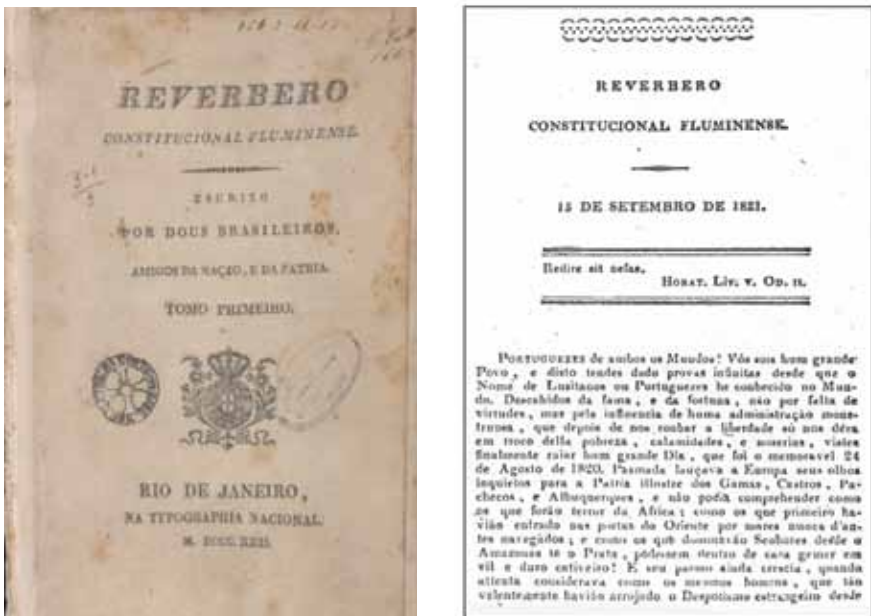 REVERBERO
CONSTITUCIONAL FLUMINENSE.
ESCRITO
POR DOUS BRASILEIROS,
AMIGOS DA NAÇÃO, E DA PATRIA.
TOMO PRIMEIRO.
RIO DE JANEIRO,
NA TYPOGRAPHIA NACIONAL.
M. DCCC. XXII.
REVERBERO
CONSTITUCIONAL FLUMINENSE.
15 DE SETEMBRO DE 1821.
Redire sit nefas.
HORAT. Liv. v. OD. II.
PORTUGUEZES de ambos os Mundos! Vós sois hum grande
Povo, e disto tendes dado provas infinitas desde que o
Nome de Lusitanos ou Portuguezes he conhecido no Mun-
do. Descahidos da fama, e da fortuna, não por falta de
virtudes, mas pela influencia de huma administração mons-
truosa, que depois de nos roubar a liberdade só nos déra
em troco della pobreza, calamidades, e miserias, vistes
finalmente raiar hum grande Dia, que foi o memoravel 24
de Agosto de 1820. Pasmada lançava a Europa seus olhos
inquietos para a Patria illustre dos Gamas, Castros, Pa-
checos, e Albuquerques, e não podia comprehender como
os que forão terror da Africa; como os que primeiro ha-
vião entrado nas portas do Oriente por mares nunca d'an-
tes navegados; e como os que dominarão Senhores desde o
Amazonas té o Prata, podessem dentro de casa gemer em
vil e duro cativeiro! E seu pasmo ainda crescia, quando
attenta considerava como os mesmos homens, que tão
valentemente havião arrojado o Despotismo estrangeiro desde